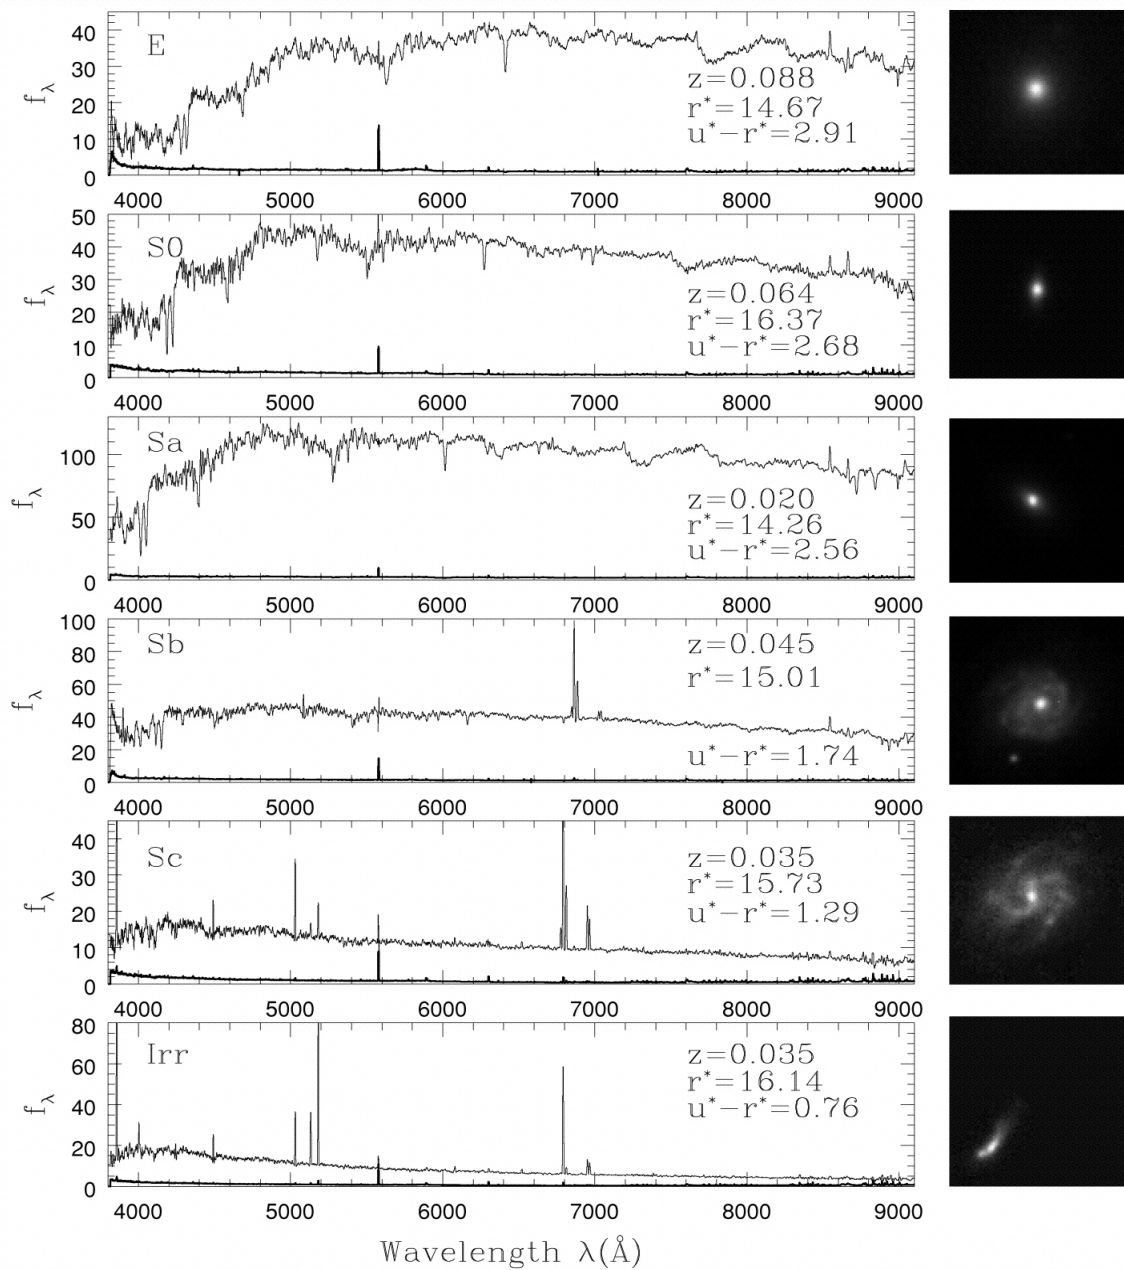 40
30
20
10
0
f_λ
E
z=0.088
r*=14.67
u*−r*=2.91
4000 5000 6000 7000 8000 9000
50
40
30
20
10
0
f_λ
S0
z=0.064
r*=16.37
u*−r*=2.68
4000 5000 6000 7000 8000 9000
100
50
0
f_λ
Sa
z=0.020
r*=14.26
u*−r*=2.56
4000 5000 6000 7000 8000 9000
100
80
60
40
20
0
f_λ
Sb
z=0.045
r*=15.01
u*−r*=1.74
4000 5000 6000 7000 8000 9000
40
30
20
10
0
f_λ
Sc
z=0.035
r*=15.73
u*−r*=1.29
4000 5000 6000 7000 8000 9000
80
60
40
20
0
f_λ
Irr
z=0.035
r*=16.14
u*−r*=0.76
4000 5000 6000 7000 8000 9000
Wavelength λ(Å)